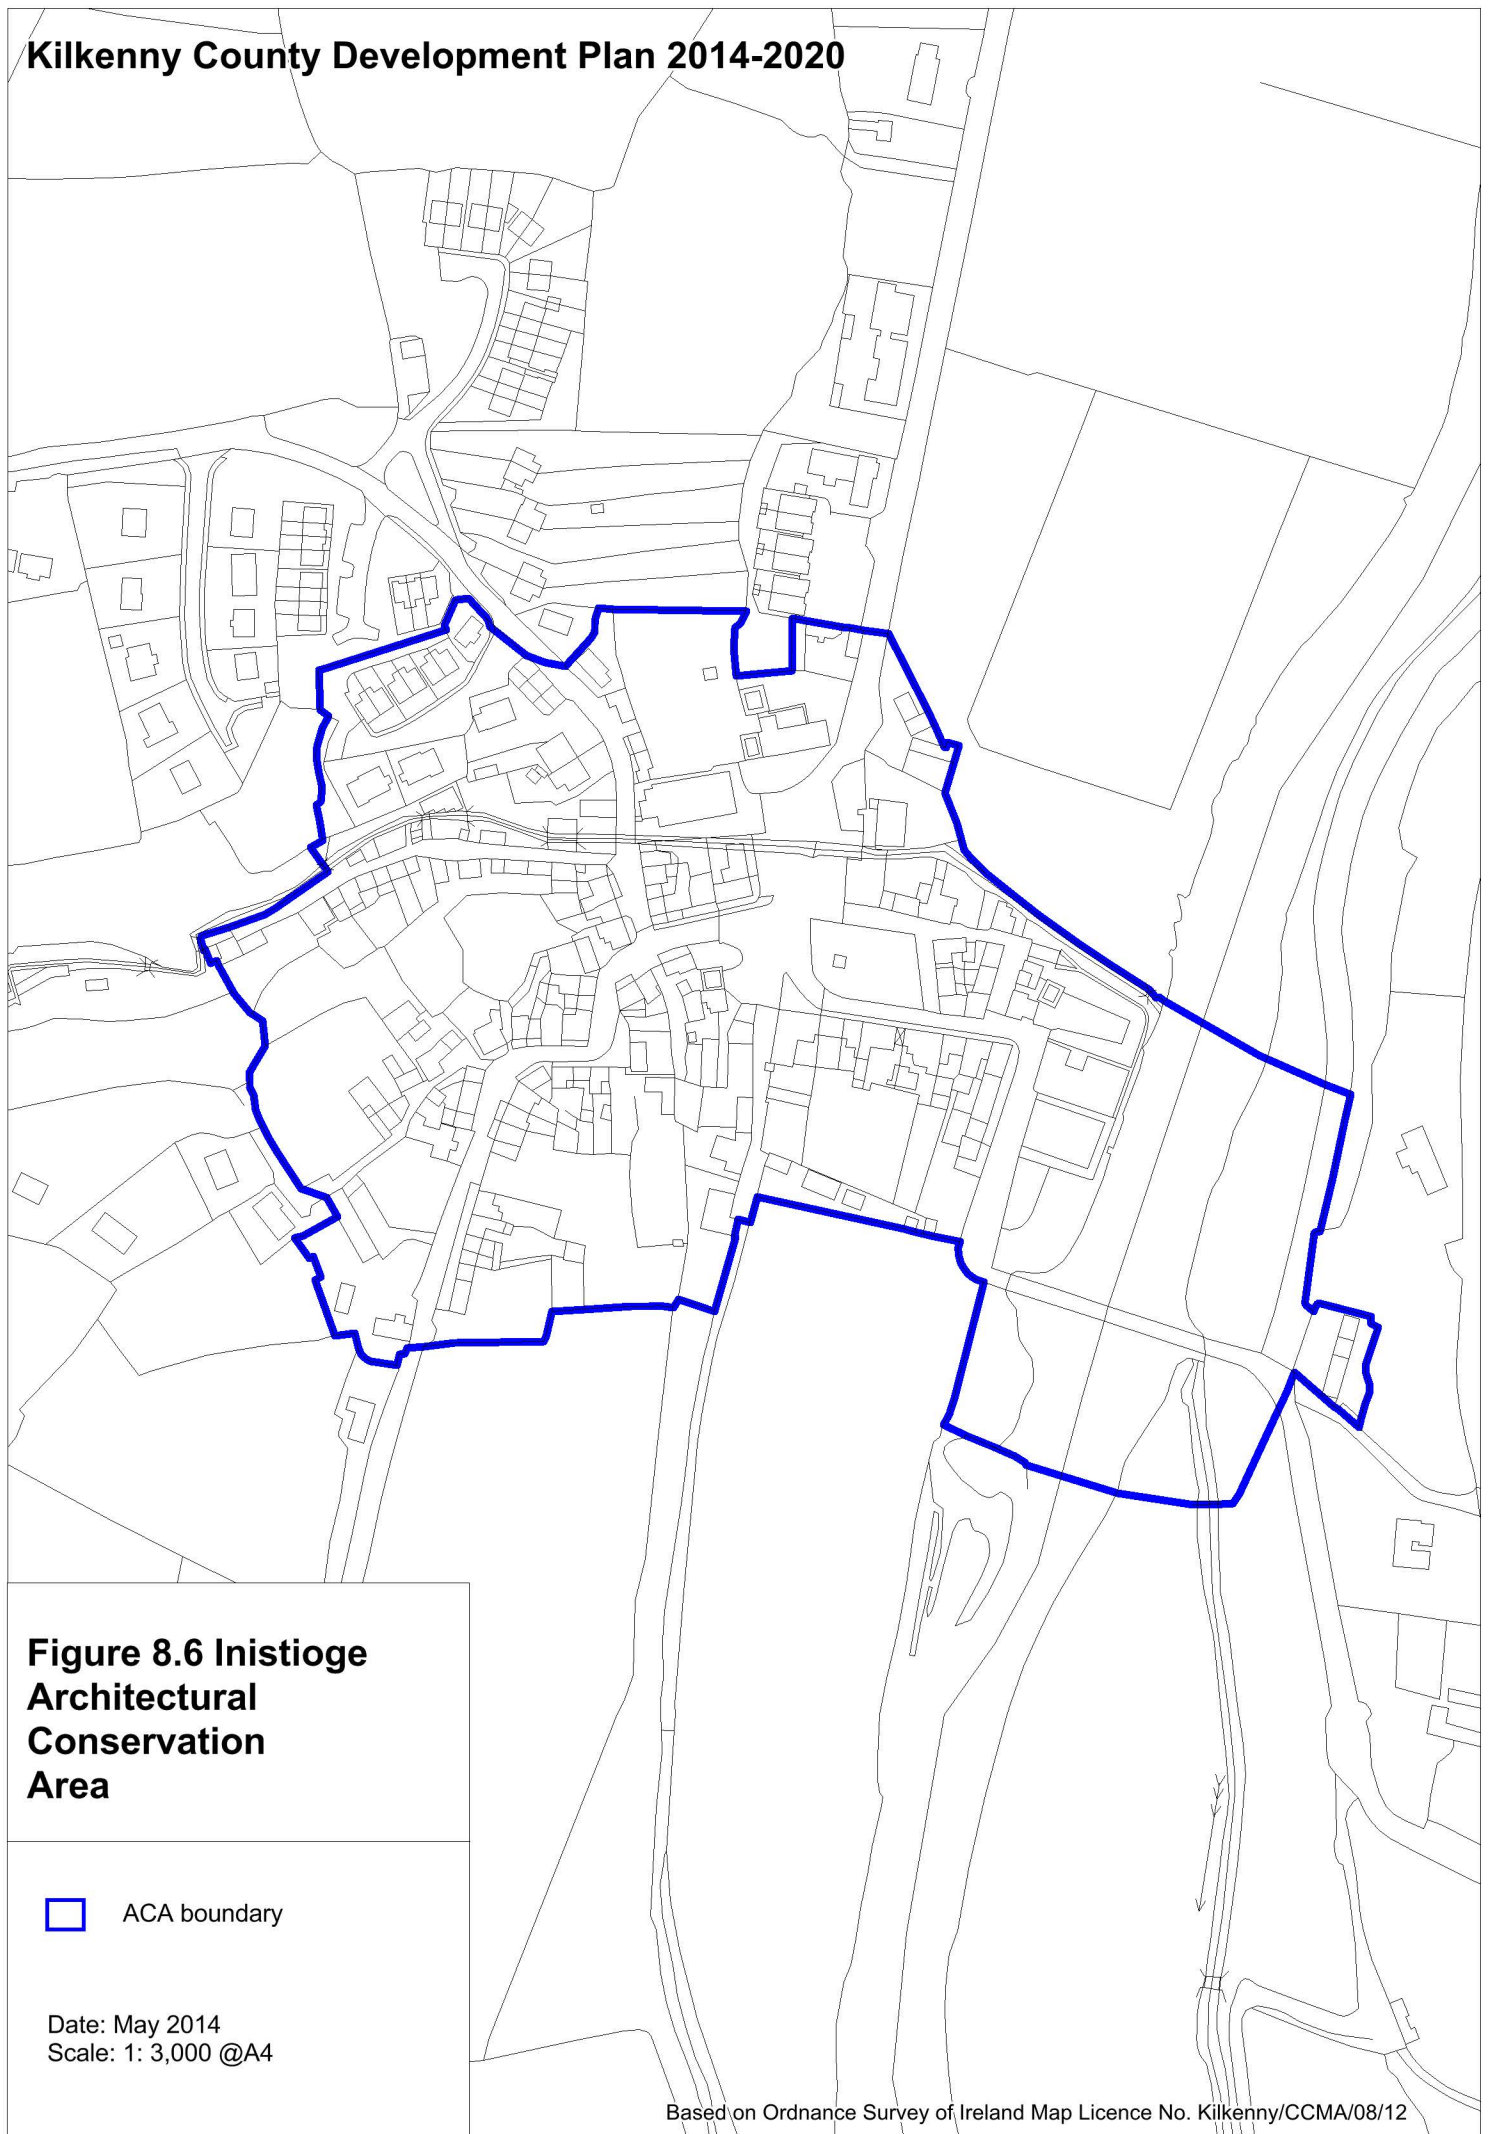 Kilkenny County Development Plan 2014-2020
Figure 8.6 Inistioge
Architectural
Conservation
Area
ACA boundary
Date: May 2014
Scale: 1: 3,000 @A4
Based on Ordnance Survey of Ireland Map Licence No. Kilkenny/CCMA/08/12